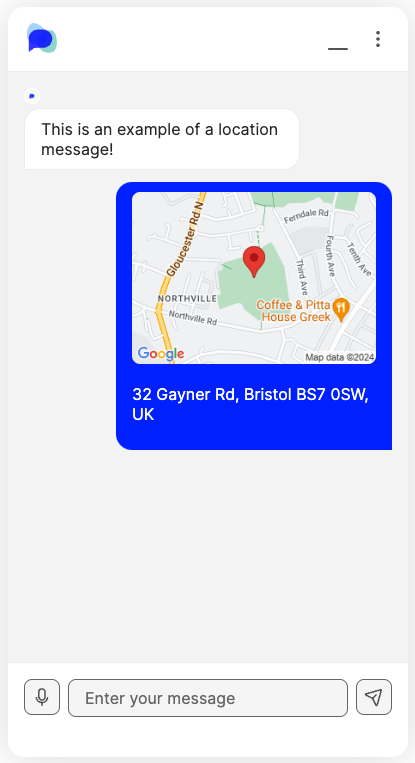 This is an example of a location
message!
Gloucester Rd N
Ferndale Rd
Third Ave
Fourth Ave
Tenth Ave
NORTHVILLE
Northville Rd
Coffee & Pitta
House Greek
Google
Map data ©2024
32 Gayner Rd, Bristol BS7 0SW,
UK
Enter your message